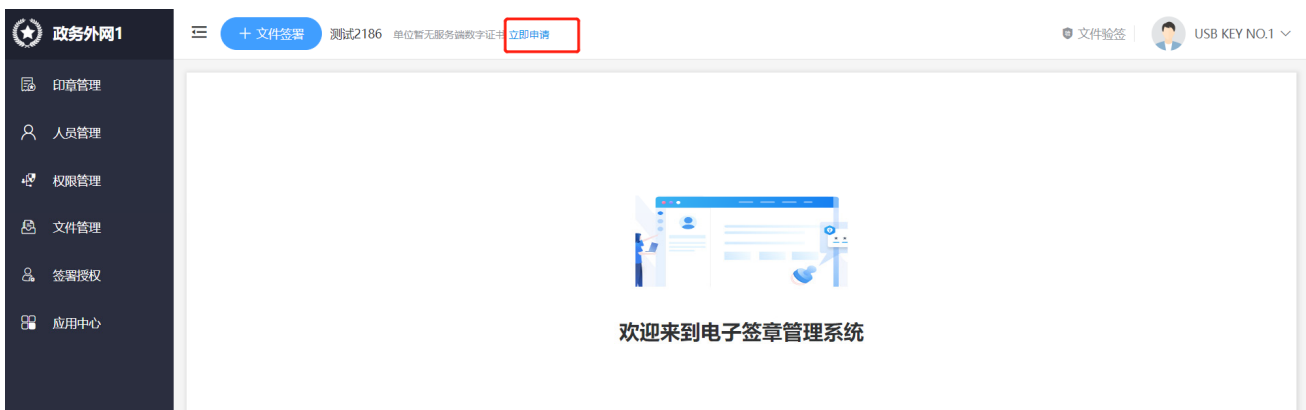 政务外网1
文件签署
测试2186 单位暂无服务端数字证书 立即申请
文件验签
USB KEY NO.1
印章管理
人员管理
权限管理
文件管理
签署授权
应用中心
欢迎来到电子签章管理系统